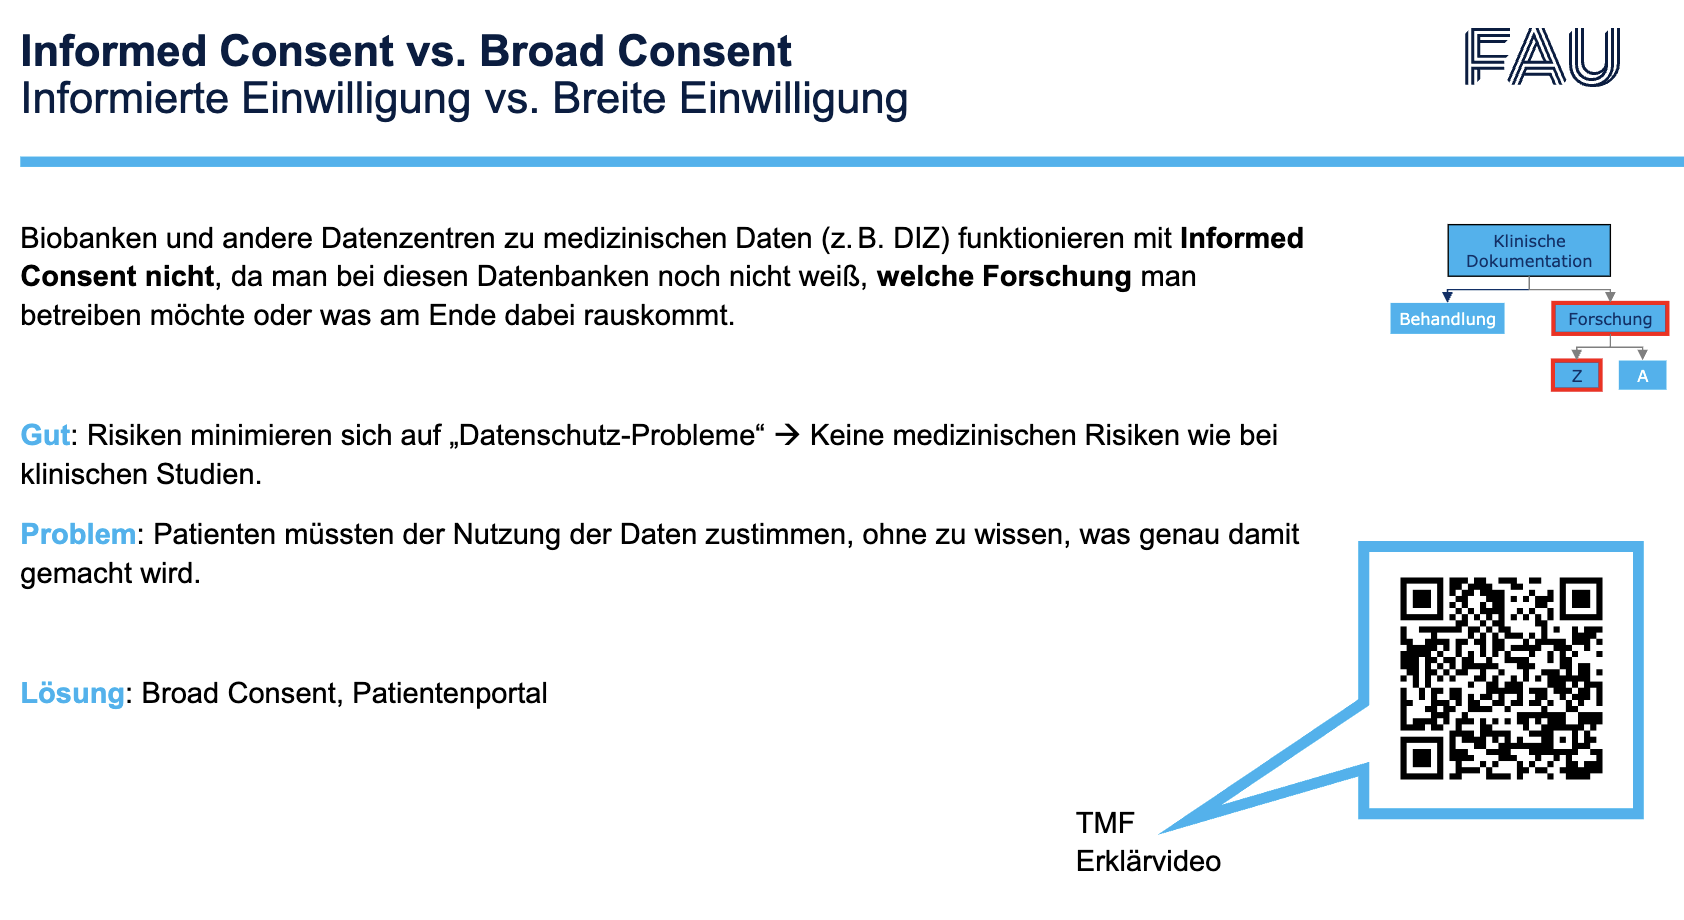 Informed Consent vs. Broad Consent
Informierte Einwilligung vs. Breite Einwilligung
FAU
Biobanken und andere Datenzentren zu medizinischen Daten (z. B. DIZ) funktionieren mit Informed
Consent nicht, da man bei diesen Datenbanken noch nicht weiß, welche Forschung man
betreiben möchte oder was am Ende dabei rauskommt.
Klinische
Dokumentation
Behandlung
Forschung
Z
A
Gut: Risiken minimieren sich auf „Datenschutz-Probleme“ → Keine medizinischen Risiken wie bei
klinischen Studien.
Problem: Patienten müssten der Nutzung der Daten zustimmen, ohne zu wissen, was genau damit
gemacht wird.
Lösung: Broad Consent, Patientenportal
TMF
Erklärvideo